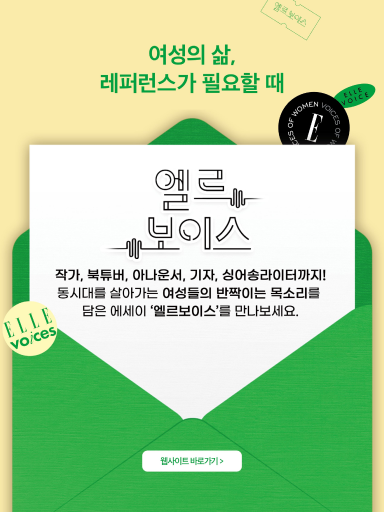 엘르 보이스
여성의 삶,
레퍼런스가 필요할 때
ELLE
VOICE
VOICES OF WOMEN VOICES OF
E
엘르
보이스
작가, 북튜버, 아나운서, 기자, 싱어송라이터까지!
동시대를 살아가는 여성들의 반짝이는 목소리를
담은 에세이 ‘엘르보이스’를 만나보세요.
ELLE
voices
웹사이트 바로가기 >